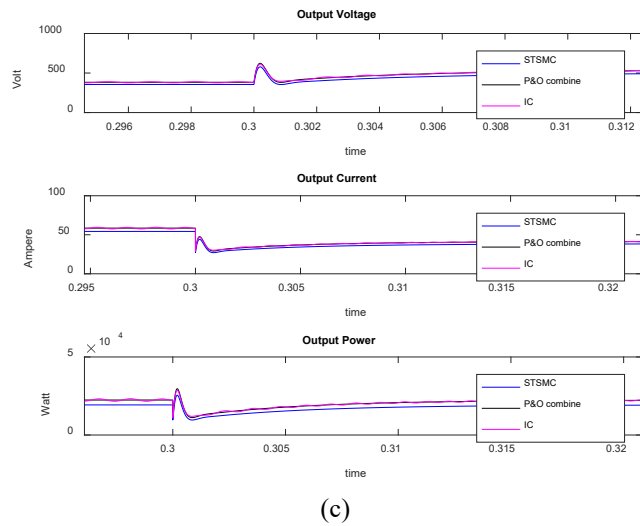 Output Voltage
1000
500
0
Volt
STSMC
P&O combine
IC
0.296 0.298 0.3 0.302 0.304 0.306 0.307 0.308 0.31 0.312
time
Output Current
100
50
0
Ampere
STSMC
P&O combine
IC
0.295 0.3 0.305 0.31 0.315 0.32
time
Output Power
× 10 4
5
0
Watt
STSMC
P&O combine
IC
0.3 0.305 0.31 0.315 0.32
time
(c)